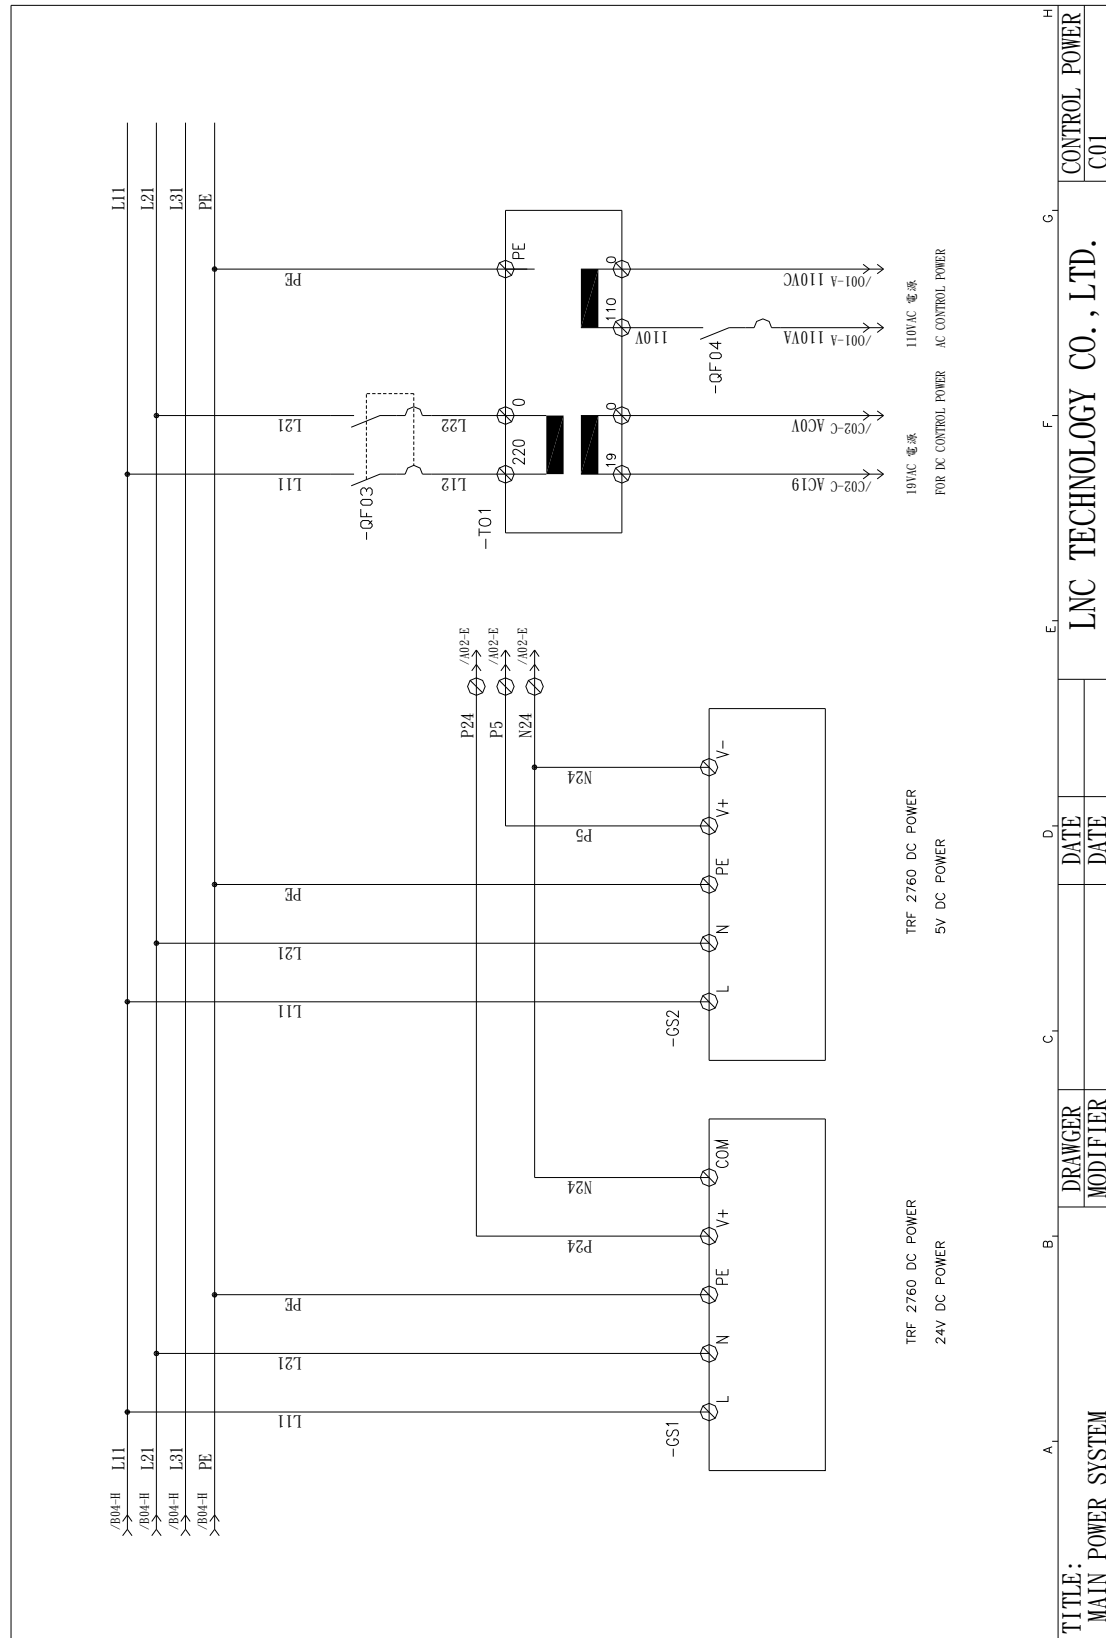 /B04-H L11 L11
/B04-H L21 L21
/B04-H L31 L31
/B04-H PE PE
L11 L21 PE L11 L21 PE L11 L21 PE
-QF03
L12 L22
P24 /A02-E
P5 /A02-E
N24 /A02-E
-T01
220 0 PE
P24 N24 P5 N24
19 0 110 0
110V
-GS1
L N PE V+ COM
-GS2
L N PE V+ V-
-QF04
AC19 /C02-C
AC0V /C02-C
110VA /O01-A
110VC /O01-A
TRF 2760 DC POWER
24V DC POWER
TRF 2760 DC POWER
5V DC POWER
19VAC 電源
FOR DC CONTROL POWER
110VAC 電源
AC CONTROL POWER
A B C D E F G H
TITLE:
MAIN POWER SYSTEM
DRAWGER DATE
MODIFIER DATE
LNC TECHNOLOGY CO.,LTD.
CONTROL POWER
C01